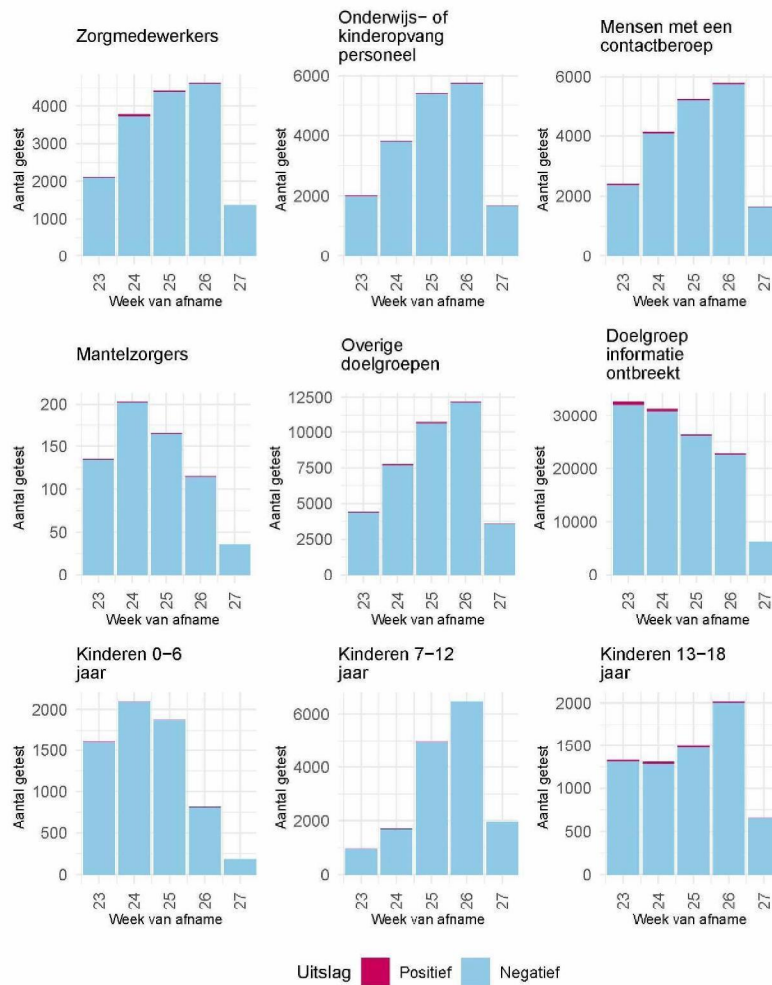 Zorgmedewerkers
Aantal getest
4000
3000
2000
1000
0
23
24
25
26
27
Week van afname
Onderwijs- of
kinderopvang
personeel
Aantal getest
6000
4000
2000
0
23
24
25
26
27
Week van afname
Mensen met een
contactberoep
Aantal getest
6000
4000
2000
0
23
24
25
26
27
Week van afname
Mantelzorgers
Aantal getest
200
150
100
50
0
23
24
25
26
27
Week van afname
Overige
doelgroepen
Aantal getest
12500
10000
7500
5000
2500
0
23
24
25
26
27
Week van afname
Doelgroep
informatie
ontbreekt
Aantal getest
30000
20000
10000
0
23
24
25
26
27
Week van afname
Kinderen 0-6
jaar
Aantal getest
2000
1500
1000
500
0
23
24
25
26
27
Week van afname
Kinderen 7-12
jaar
Aantal getest
6000
4000
2000
0
23
24
25
26
27
Week van afname
Kinderen 13-18
jaar
Aantal getest
2000
1500
1000
500
0
23
24
25
26
27
Week van afname
Uitslag Positief Negatief